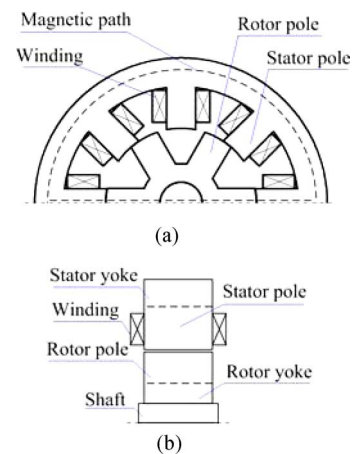 Magnetic path
Rotor pole
Winding
Stator pole
(a)
Stator yoke
Stator pole
Winding
Rotor pole
Rotor yoke
Shaft
(b)